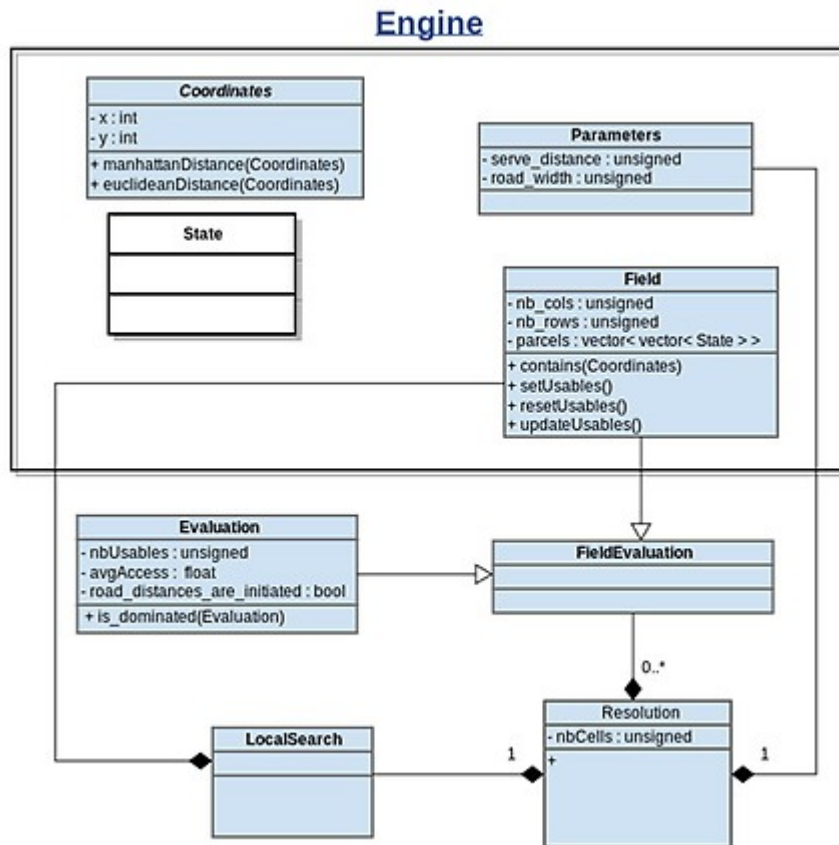 Engine
Coordinates
- x : int
- y : int
+ manhattanDistance(Coordinates)
+ euclideanDistance(Coordinates)
Parameters
- serve_distance : unsigned
- road_width : unsigned
State
Field
- nb_cols : unsigned
- nb_rows : unsigned
- parcels : vector< vector< State > >
+ contains(Coordinates)
+ setUsables()
+ resetUsables()
+ updateUsables()
Evaluation
- nbUsables : unsigned
- avgAccess : float
- road_distances_are_initiated : bool
+ is_dominated(Evaluation)
FieldEvaluation
0..*
LocalSearch
1
Resolution
- nbCells : unsigned
+
1